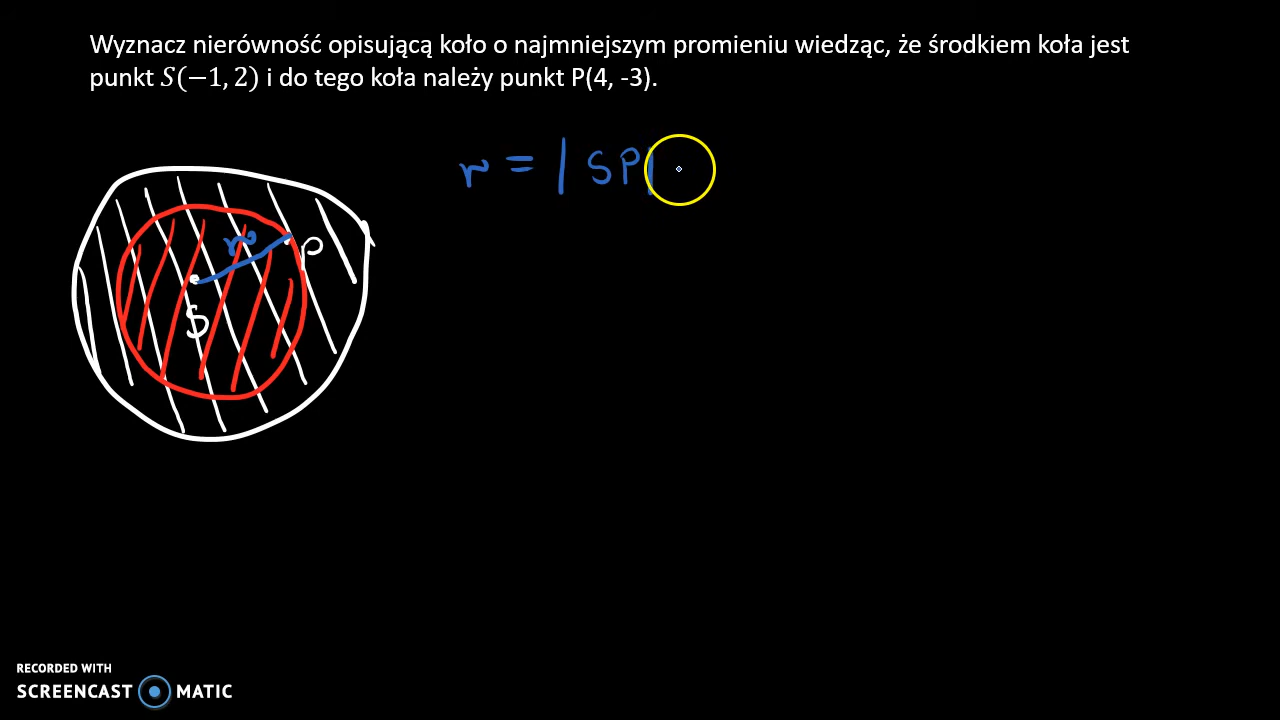 Wyznacz nierówność opisującą koło o najmniejszym promieniu wiedząc, że środkiem koła jest
punkt S(−1, 2) i do tego koła należy punkt P(4, -3).
r = |SP|
r
P
S
RECORDED WITH
SCREENCAST MATIC